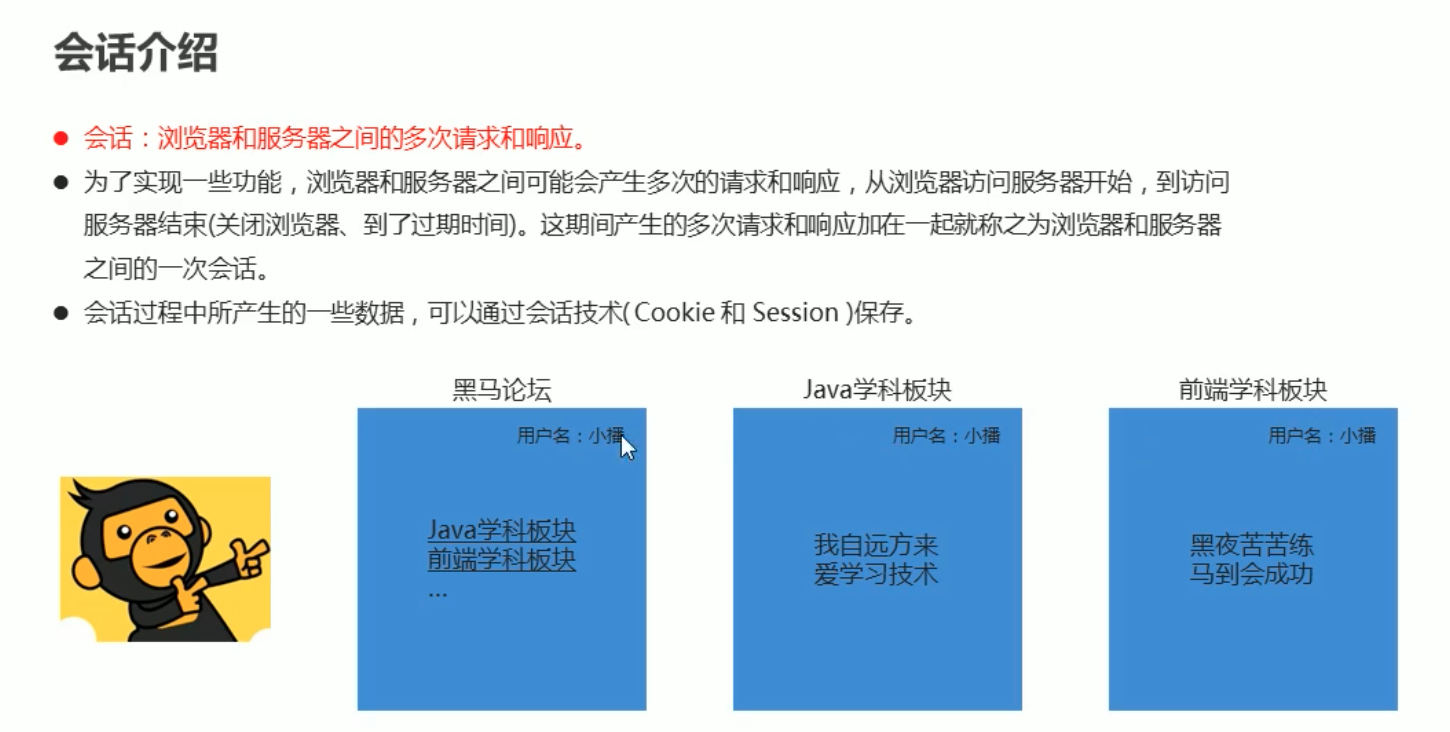 会话介绍
● 会话：浏览器和服务器之间的多次请求和响应。
● 为了实现一些功能，浏览器和服务器之间可能会产生多次的请求和响应，从浏览器访问服务器开始，到访问
服务器结束(关闭浏览器、到了过期时间)。这期间产生的多次请求和响应加在一起就称之为浏览器和服务器
之间的一次会话。
● 会话过程中所产生的一些数据，可以通过会话技术( Cookie 和 Session )保存。
黑马论坛
用户名：小播
Java学科板块
前端学科板块
...
Java学科板块
用户名：小播
我自远方来
爱学习技术
前端学科板块
用户名：小播
黑夜苦苦练
马到会成功